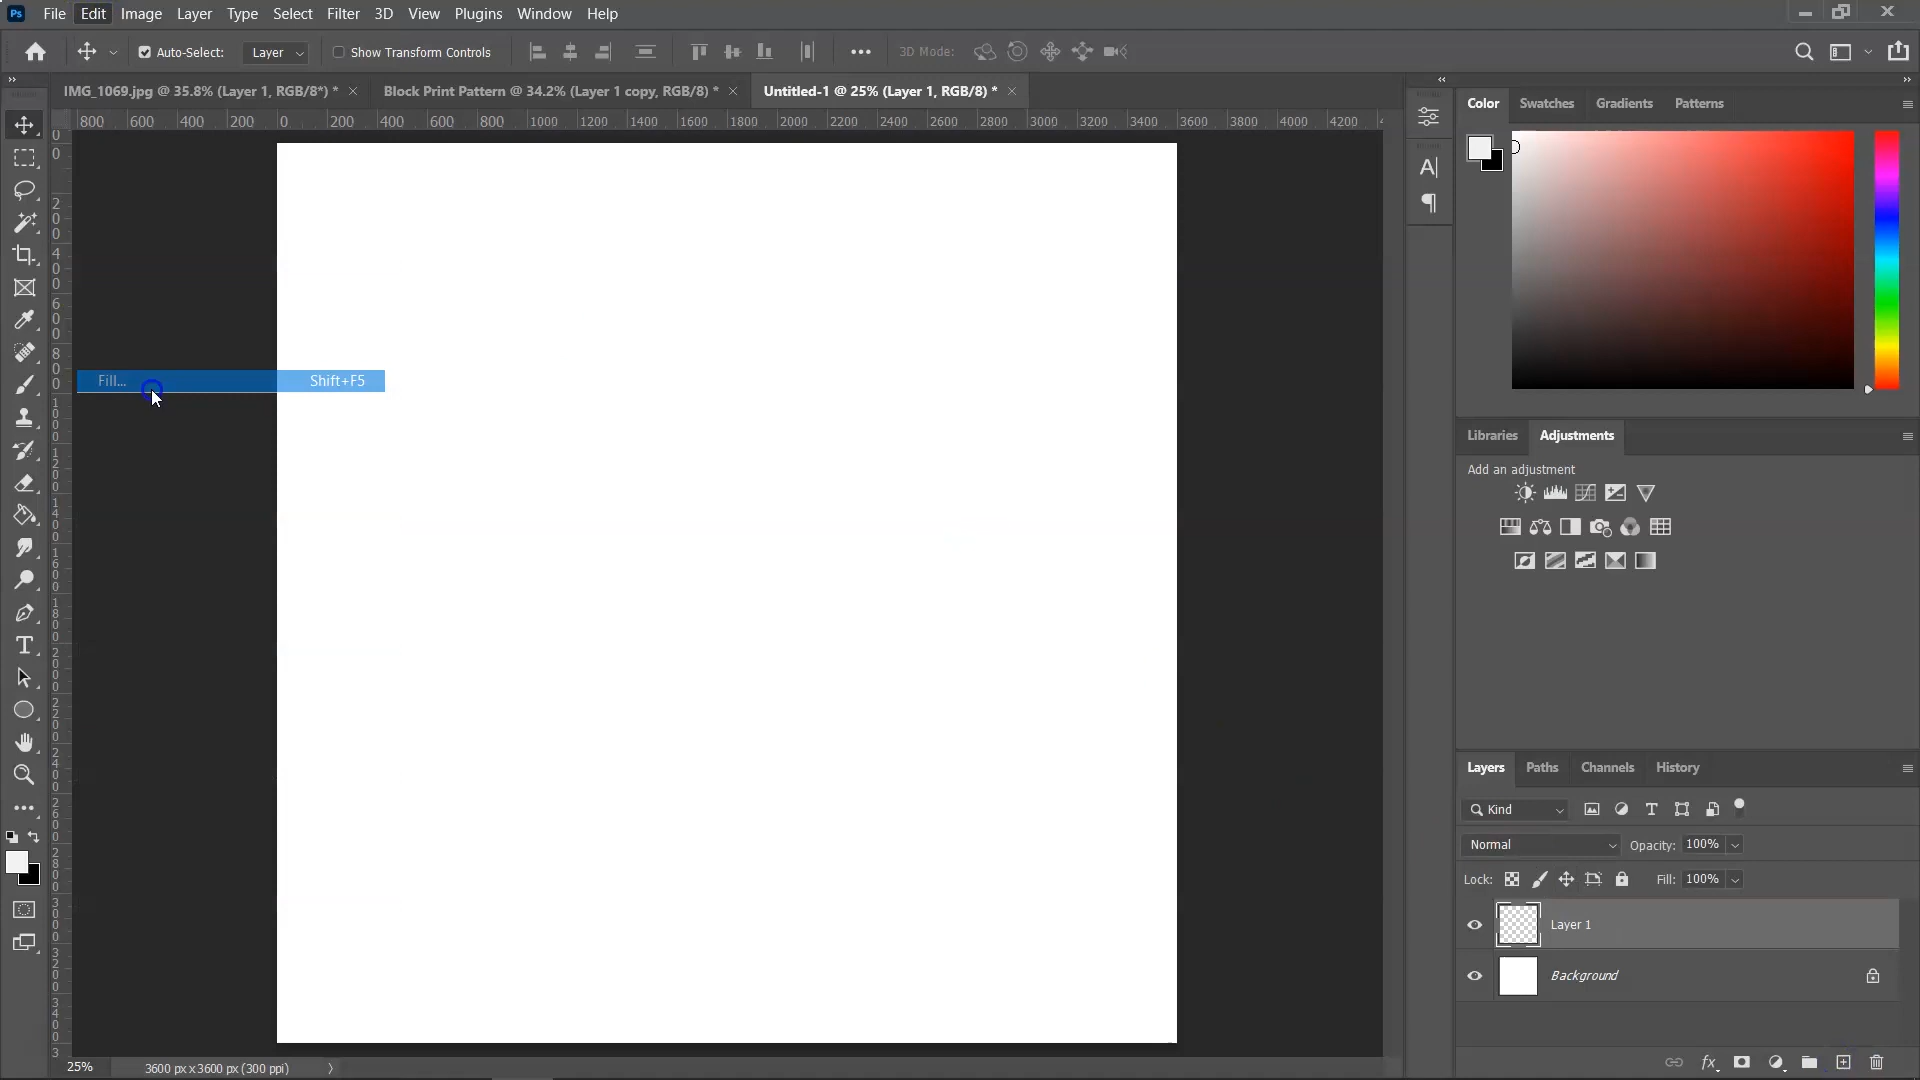 Ps File Edit Image Layer Type Select Filter 3D View Plugins Window Help
Auto-Select: Layer Show Transform Controls 3D Mode:
IMG_1069.jpg @ 35.8% (Layer 1, RGB/8*) * Block Print Pattern @ 34.2% (Layer 1 copy, RGB/8) * Untitled-1 @ 25% (Layer 1, RGB/8) *
800 600 400 200 0 200 400 600 800 1000 1200 1400 1600 1800 2000 2200 2400 2600 2800 3000 3200 3400 3600 3800 4000 4200
Color Swatches Gradients Patterns
Fill... Shift+F5
Libraries Adjustments
Add an adjustment
Layers Paths Channels History
Kind
Normal Opacity: 100%
Lock: Fill: 100%
Layer 1
Background
25% 3600 px x 3600 px (300 ppi)